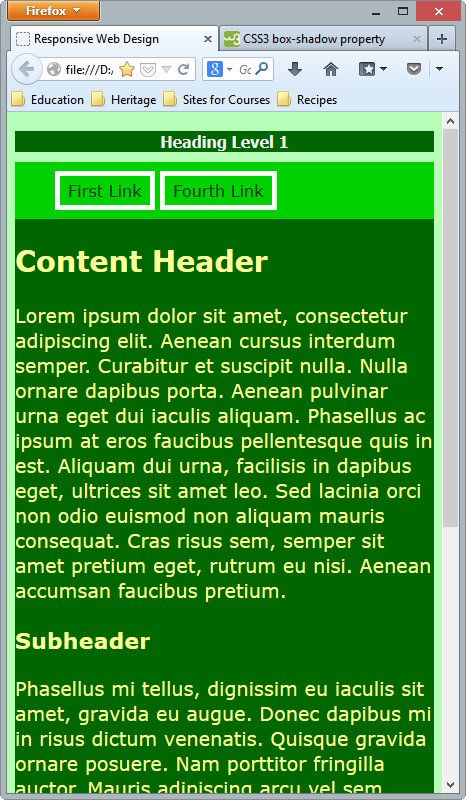 Firefox
Responsive Web Design
CSS3 box-shadow property
file:///D:/
Go
Education
Heritage
Sites for Courses
Recipes
Heading Level 1
First Link
Fourth Link
Content Header
Lorem ipsum dolor sit amet, consectetur
adipiscing elit. Aenean cursus interdum
semper. Curabitur et suscipit nulla. Nulla
ornare dapibus porta. Aenean pulvinar
urna eget dui iaculis aliquam. Phasellus ac
ipsum at eros faucibus pellentesque quis in
est. Aliquam dui urna, facilisis in dapibus
eget, ultrices sit amet leo. Sed lacinia orci
non odio euismod non aliquam mauris
consequat. Cras risus sem, semper sit
amet pretium eget, rutrum eu nisi. Aenean
accumsan faucibus pretium.
Subheader
Phasellus mi tellus, dignissim eu iaculis sit
amet, gravida eu augue. Donec dapibus mi
in risus dictum venenatis. Quisque gravida
ornare posuere. Nam porttitor fringilla
auctor. Mauris adipiscing arcu vel sem